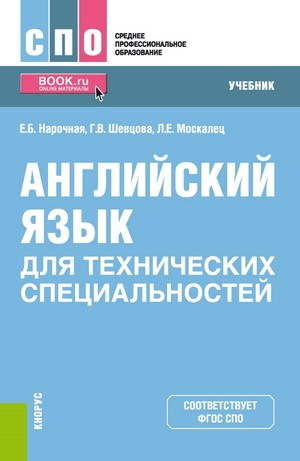 СПО
СРЕДНЕЕ
ПРОФЕССИОНАЛЬНОЕ
ОБРАЗОВАНИЕ
BOOK.ru
ONLINE МАТЕРИАЛЫ
УЧЕБНИК
Е.Б. Нарочная, Г.В. Шевцова, Л.Е. Москалец
АНГЛИЙСКИЙ
ЯЗЫК
ДЛЯ ТЕХНИЧЕСКИХ
СПЕЦИАЛЬНОСТЕЙ
СООТВЕТСТВУЕТ
ФГОС СПО
КНОРУС